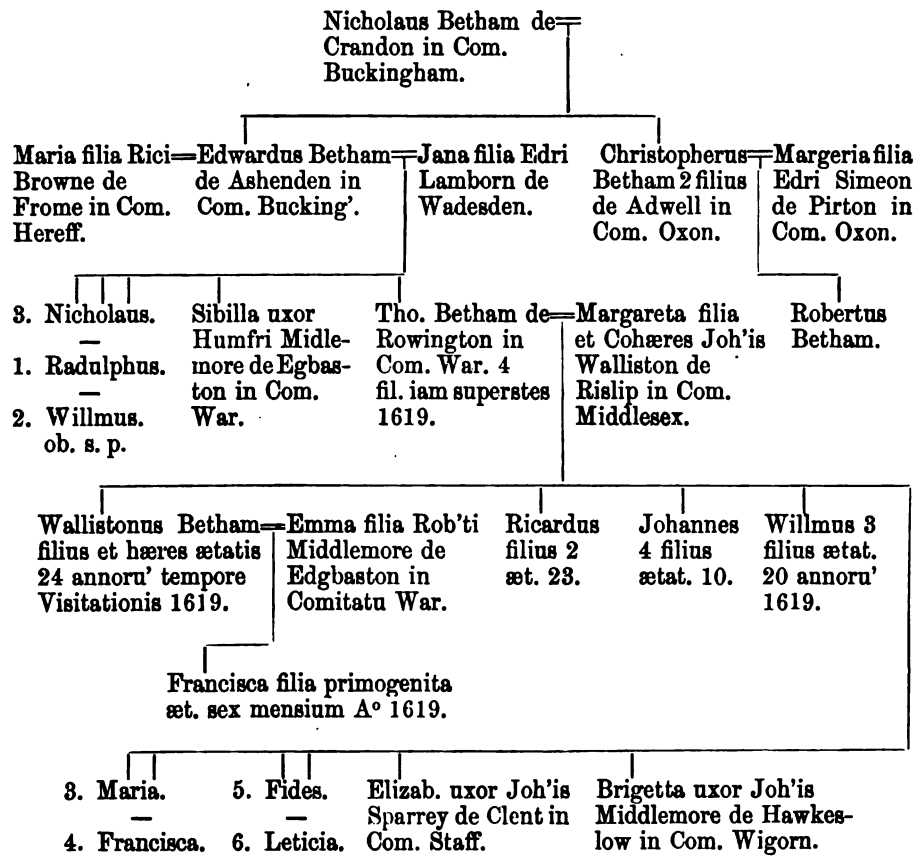 Nicholaus Betham de
Crandon in Com.
Buckingham.
Maria filia Rici
Browne de
Frome in Com.
Hereff.
Edwardus Betham
de Ashenden in
Com. Bucking'.
Jana filia Edri
Lamborn de
Wadesden.
Christopherus
Betham 2 filius
de Adwell in
Com. Oxon.
Margeria filia
Edri Simeon
de Pirton in
Com. Oxon.
3. Nicholaus.
—
1. Radulphus.
—
2. Willmus.
ob. s. p.
Sibilla uxor
Humfri Midle-
more de Egbas-
ton in Com.
War.
Tho. Betham de
Rowington in
Com. War. 4
fil. iam superstes
1619.
Margareta filia
et Cohæres Joh'is
Walliston de
Rislip in Com.
Middlesex.
Robertus
Betham.
Wallistonus Betham
filius et hæres ætatis
24 annoru' tempore
Visitationis 1619.
Emma filia Rob'ti
Middlemore de
Edgbaston in
Comitatu War.
Ricardus
filius 2
æt. 23.
Johannes
4 filius
ætat. 10.
Willmus 3
filius ætat.
20 annoru'
1619.
Francisca filia primogenita
æt. sex mensium Aº 1619.
3. Maria.
—
4. Francisca.
5. Fides.
—
6. Leticia.
Elizab. uxor Joh'is
Sparrey de Clent in
Com. Staff.
Brigetta uxor Joh'is
Middlemore de Hawkes-
low in Com. Wigorn.